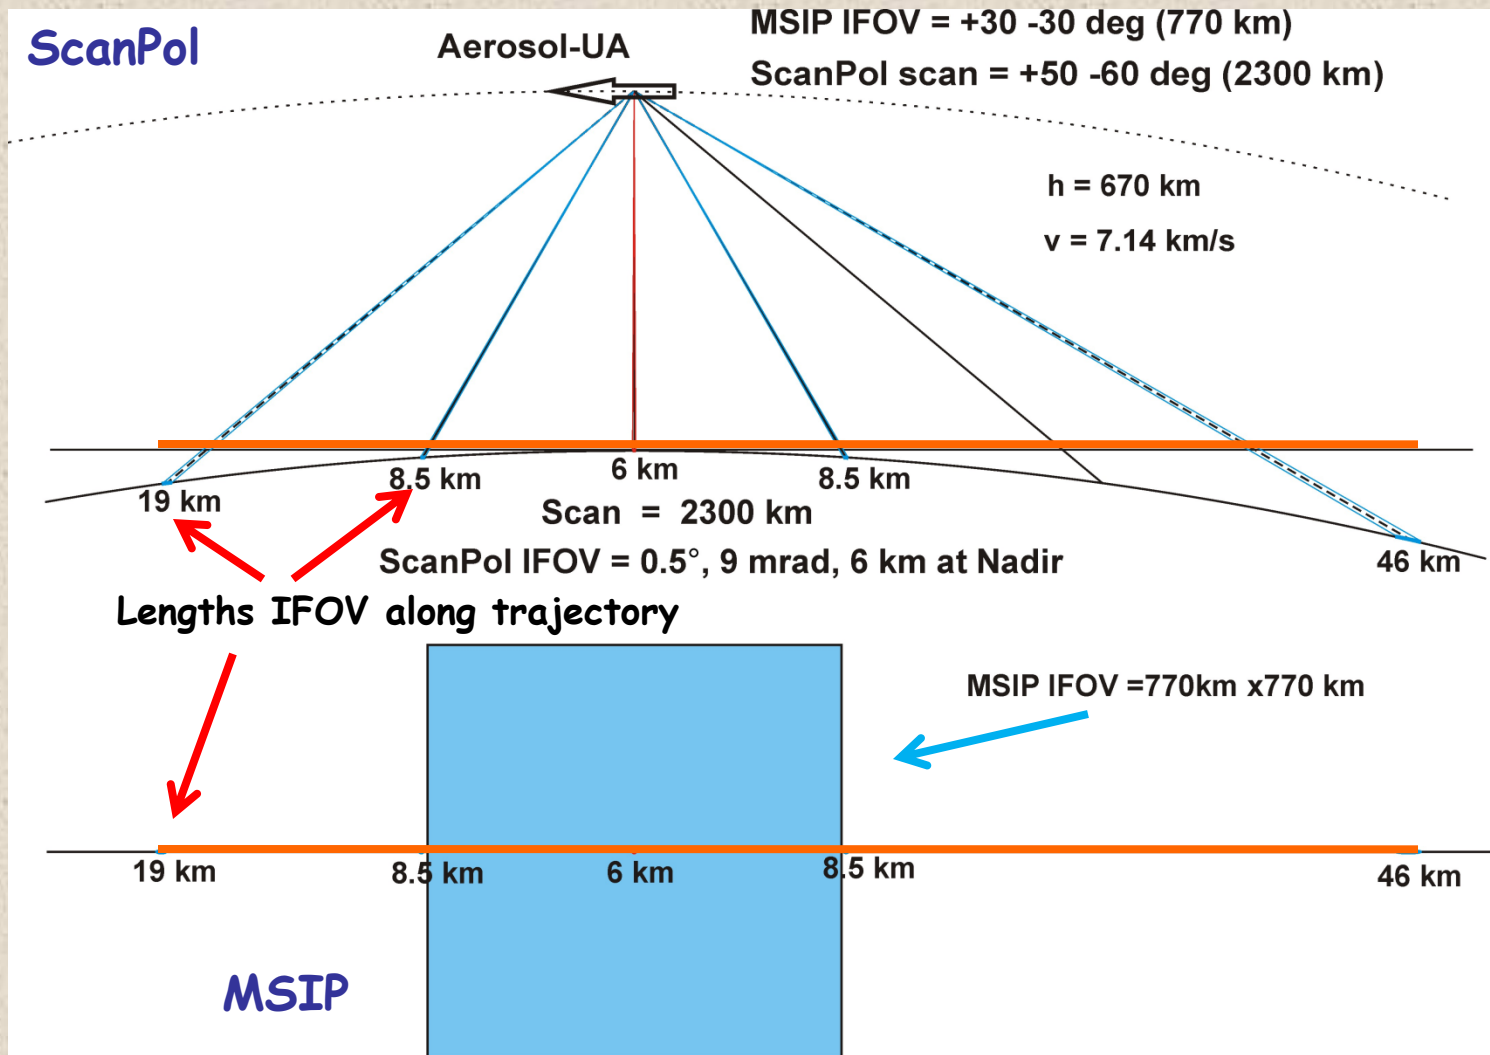 ScanPol
Aerosol-UA
MSIP IFOV = +30 -30 deg (770 km)
ScanPol scan = +50 -60 deg (2300 km)
h = 670 km
v = 7.14 km/s
19 km
8.5 km
6 km
8.5 km
46 km
Scan = 2300 km
ScanPol IFOV = 0.5°, 9 mrad, 6 km at Nadir
Lengths IFOV along trajectory
MSIP IFOV =770km x770 km
19 km
8.5 km
6 km
8.5 km
46 km
MSIP